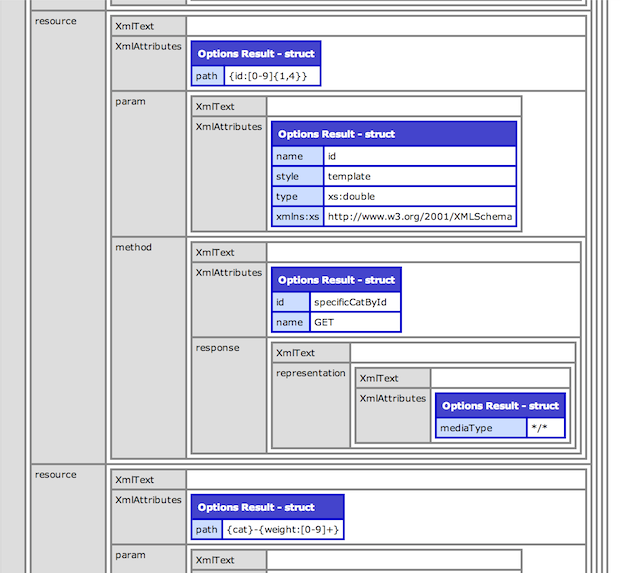 resource
XmlText
XmlAttributes
Options Result - struct
path {id:[0-9]{1,4}}
param
XmlText
XmlAttributes
Options Result - struct
name id
style template
type xs:double
xmlns:xs http://www.w3.org/2001/XMLSchema
method
XmlText
XmlAttributes
Options Result - struct
id specificCatById
name GET
response
XmlText
representation
XmlText
XmlAttributes
Options Result - struct
mediaType */*
resource
XmlText
XmlAttributes
Options Result - struct
path {cat}-{weight:[0-9]+}
param
XmlText